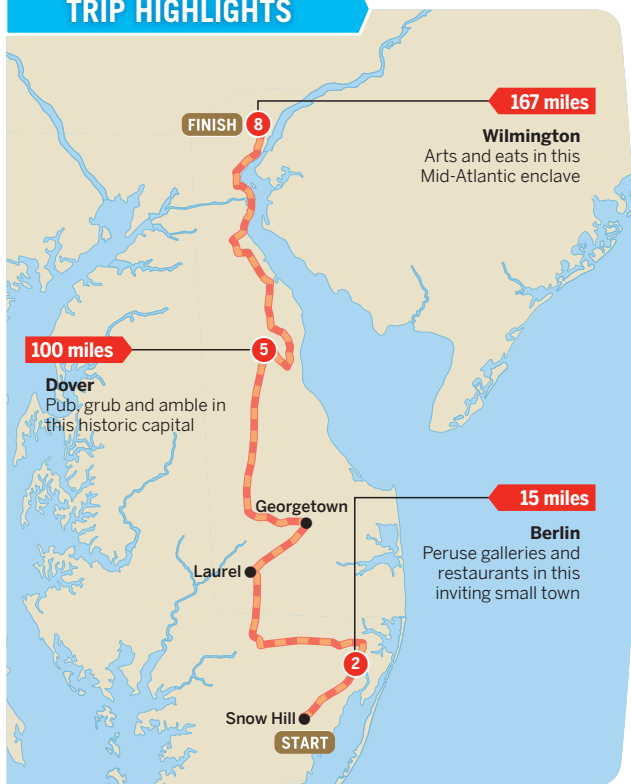 TRIP HIGHLIGHTS
167 miles
FINISH 8
Wilmington
Arts and eats in this
Mid-Atlantic enclave
100 miles
5
Dover
Pub, grub and amble in
this historic capital
Georgetown
15 miles
Berlin
Peruse galleries and
restaurants in this
inviting small town
Laurel
2
Snow Hill
START